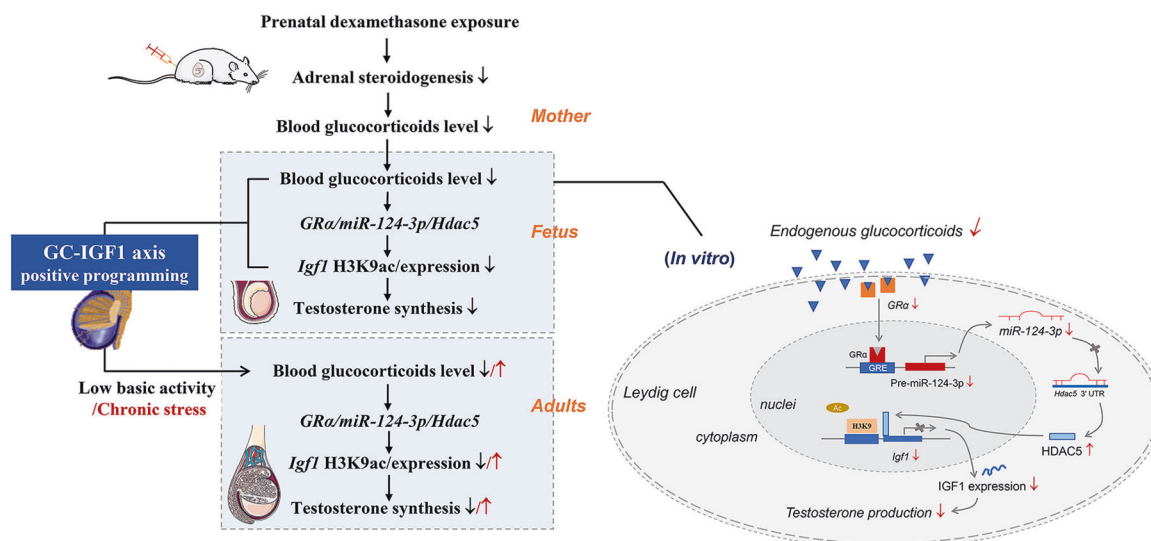 Prenatal dexamethasone exposure
Adrenal steroidogenesis ↓
Blood glucocorticoids level ↓
Mother
Blood glucocorticoids level ↓
GRα/miR-124-3p/Hdac5
Fetus
Igf1 H3K9ac/expression ↓
Testosterone synthesis ↓
GC-IGF1 axis
positive programming
Low basic activity
/Chronic stress
Blood glucocorticoids level ↓/↑
Adults
GRα/miR-124-3p/Hdac5
Igf1 H3K9ac/expression ↓/↑
Testosterone synthesis ↓/↑
(In vitro)
Endogenous glucocorticoids ↓
GRα ↓
miR-124-3p ↓
GRα
GRE
Pre-miR-124-3p ↓
Hdac5 3' UTR
Leydig cell
nuclei
cytoplasm
Ac
H3K9
Igf1 ↓
HDAC5 ↑
IGF1 expression ↓
Testosterone production ↓